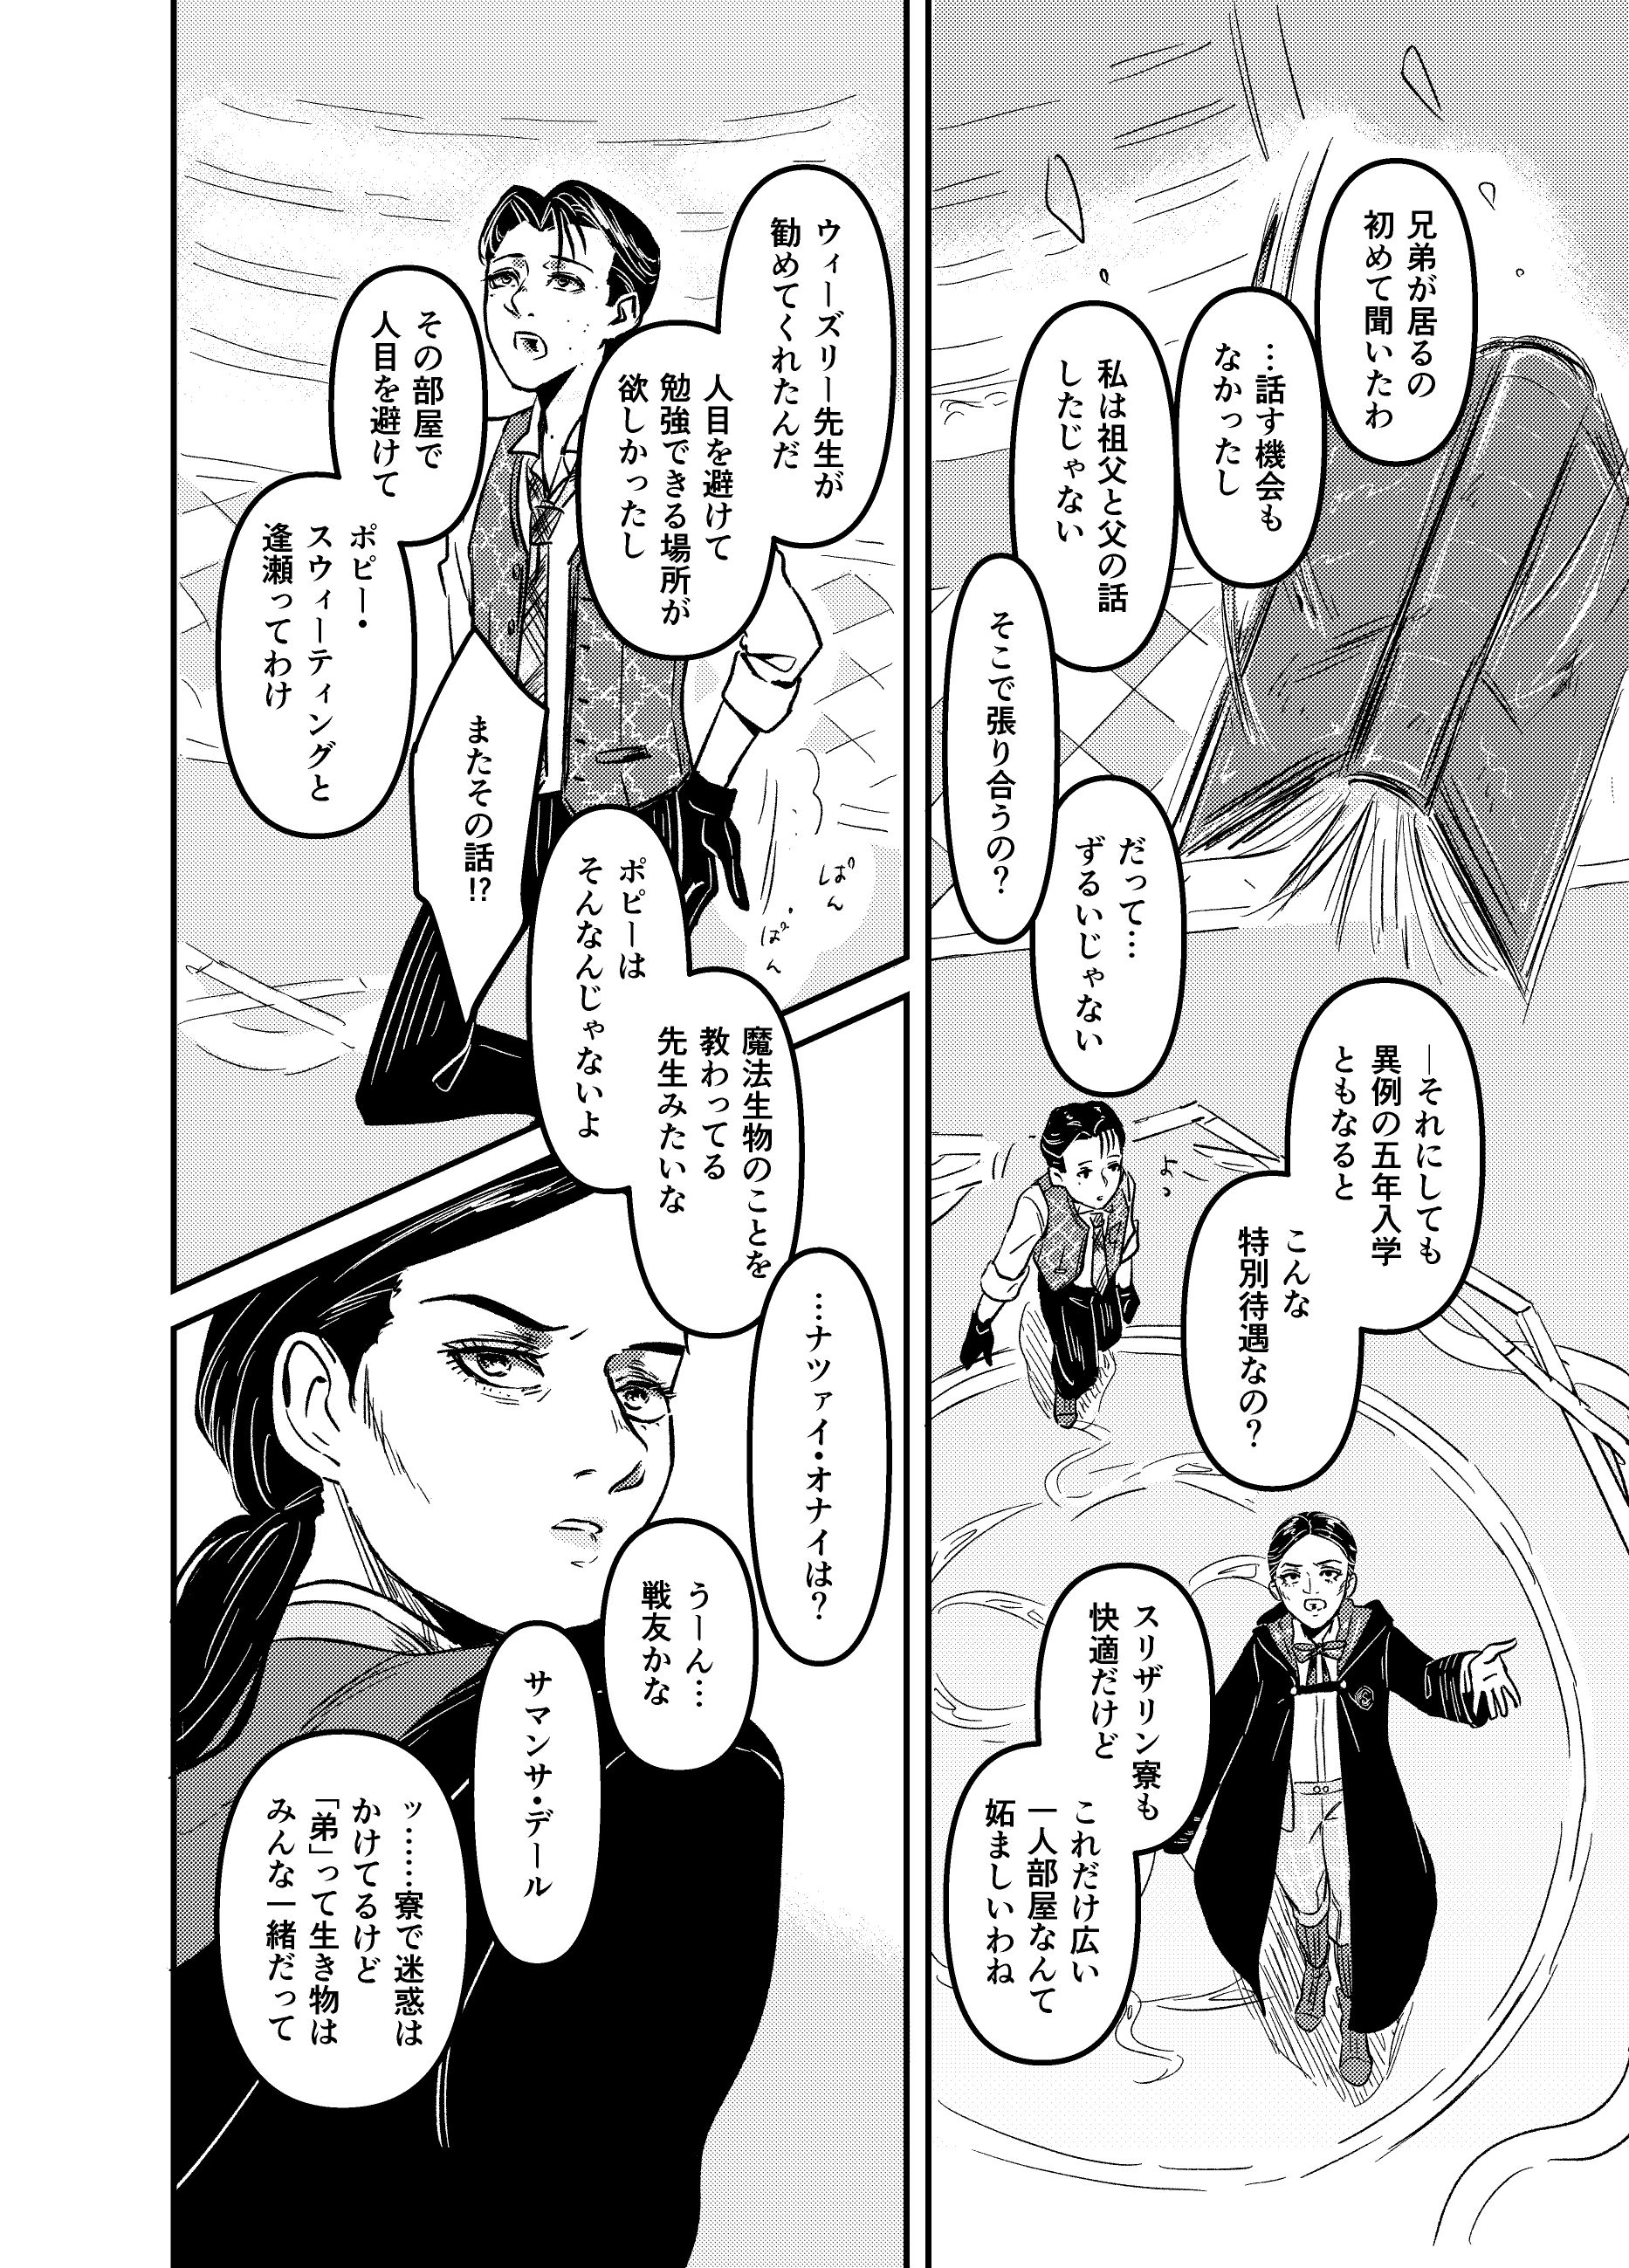 兄弟が居るの
初めて聞いたわ
…話す機会も
なかったし
私は祖父と父の話
したじゃない
そこで張り合うの？
だって…
ずるいじゃない
よっ
―それにしても
異例の五年入学
ともなると
こんな
特別待遇なの？
スリザリン寮も
快適だけど
これだけ広い
一人部屋なんて
妬ましいわね
ウィーズリー先生が
勧めてくれたんだ
人目を避けて
勉強できる場所が
欲しかったし
その部屋で
人目を避けて
ポピー・
スウィーティングと
逢瀬ってわけ
ぱん
ぱん
またその話!?
ポピーは
そんなんじゃないよ
魔法生物のことを
教わってる
先生みたいな
…ナツァイ・オナイは？
うーん…
戦友かな
サマンサ・デール
ッ……寮で迷惑は
かけてるけど
「弟」って生き物は
みんな一緒だって